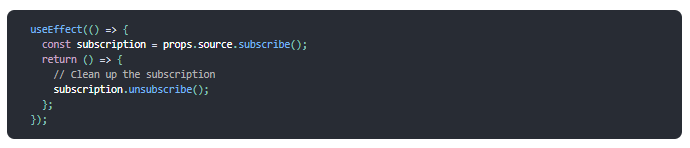 useEffect(() => {
  const subscription = props.source.subscribe();
  return () => {
    // Clean up the subscription
    subscription.unsubscribe();
  };
});